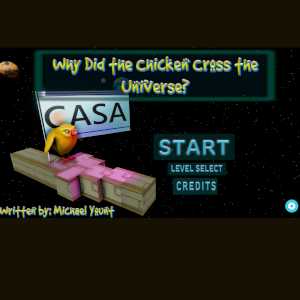 Why Did the Chicken Cross the
Universe?
CASA
START
LEVEL SELECT
CREDITS
Written by: Michael Yount